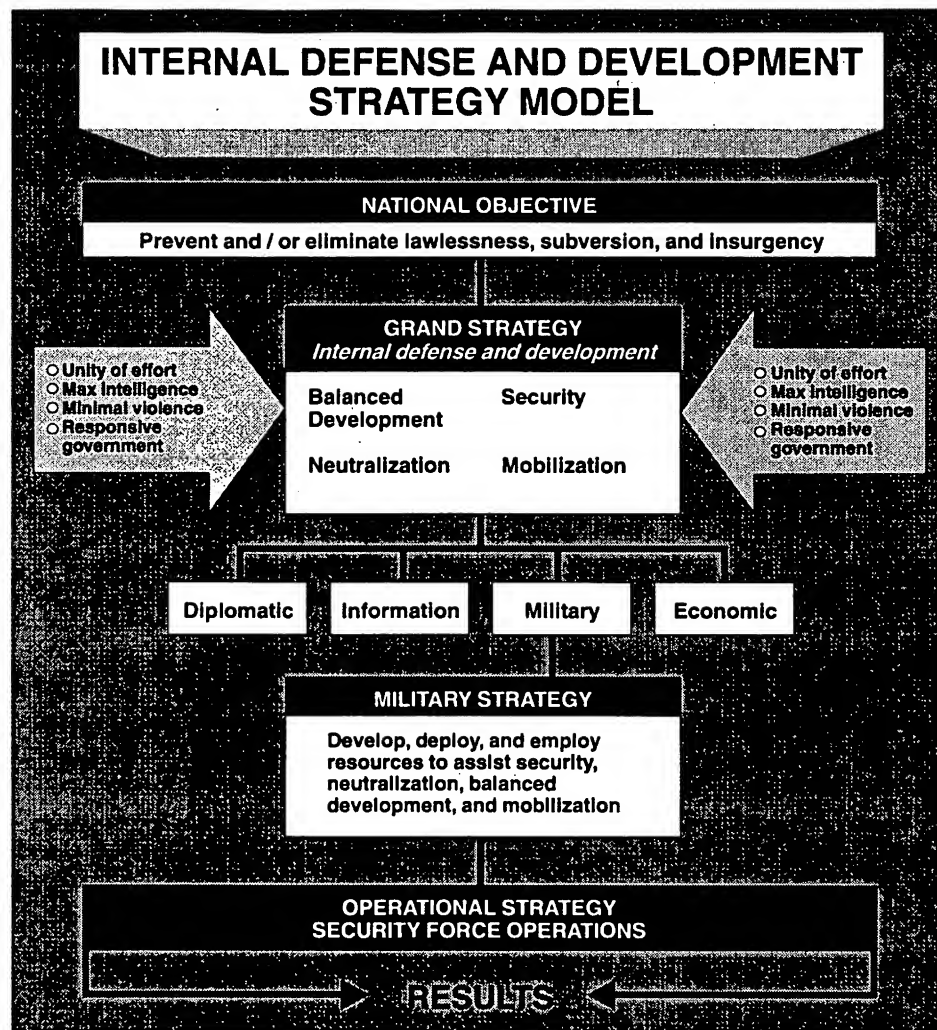 INTERNAL DEFENSE AND DEVELOPMENT
STRATEGY MODEL
NATIONAL OBJECTIVE
Prevent and / or eliminate lawlessness, subversion, and insurgency
GRAND STRATEGY
Internal defense and development
○ Unity of effort
○ Max intelligence
○ Minimal violence
○ Responsive
government
Balanced
Development
Security
Neutralization
Mobilization
○ Unity of effort
○ Max intelligence
○ Minimal violence
○ Responsive
government
Diplomatic
Information
Military
Economic
MILITARY STRATEGY
Develop, deploy, and employ
resources to assist security,
neutralization, balanced
development, and mobilization
OPERATIONAL STRATEGY
SECURITY FORCE OPERATIONS
RESULTS